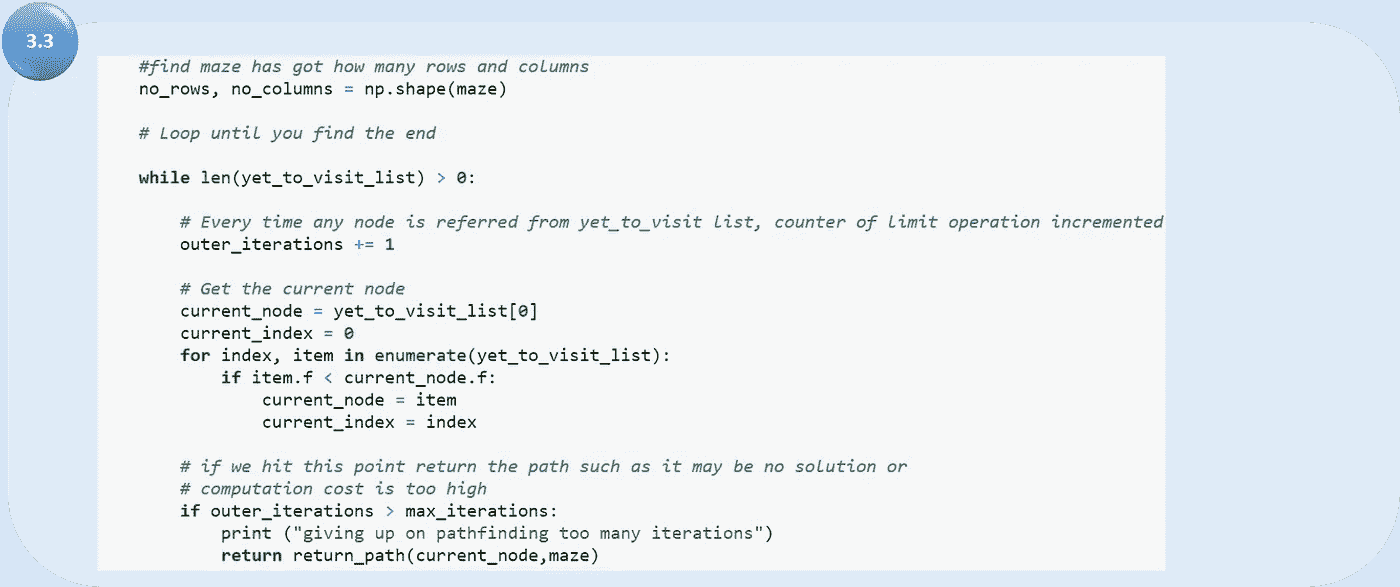 3.3
#find maze has got how many rows and columns
no_rows, no_columns = np.shape(maze)
# Loop until you find the end
while len(yet_to_visit_list) > 0:
# Every time any node is referred from yet_to_visit list, counter of limit operation incremented
outer_iterations += 1
# Get the current node
current_node = yet_to_visit_list[0]
current_index = 0
for index, item in enumerate(yet_to_visit_list):
if item.f < current_node.f:
current_node = item
current_index = index
# if we hit this point return the path such as it may be no solution or
# computation cost is too high
if outer_iterations > max_iterations:
print ("giving up on pathfinding too many iterations")
return return_path(current_node,maze)